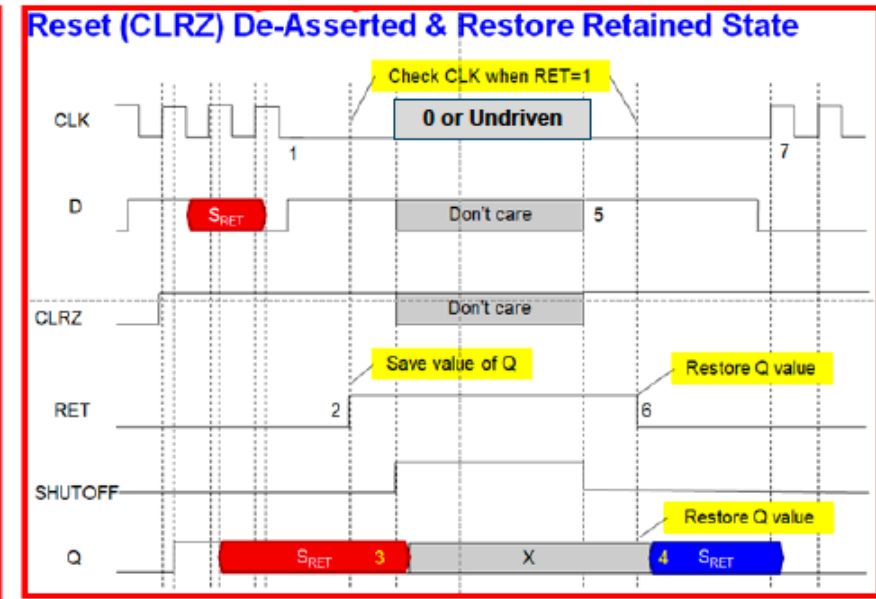 Reset (CLRZ) De-Asserted & Restore Retained State
Check CLK when RET=1
CLK
0 or Undriven
1
7
D
SRET
Don't care
5
CLRZ
Don't care
Save value of Q
Restore Q value
RET
2
6
SHUTOFF
Restore Q value
Q
SRET
3
X
4
SRET